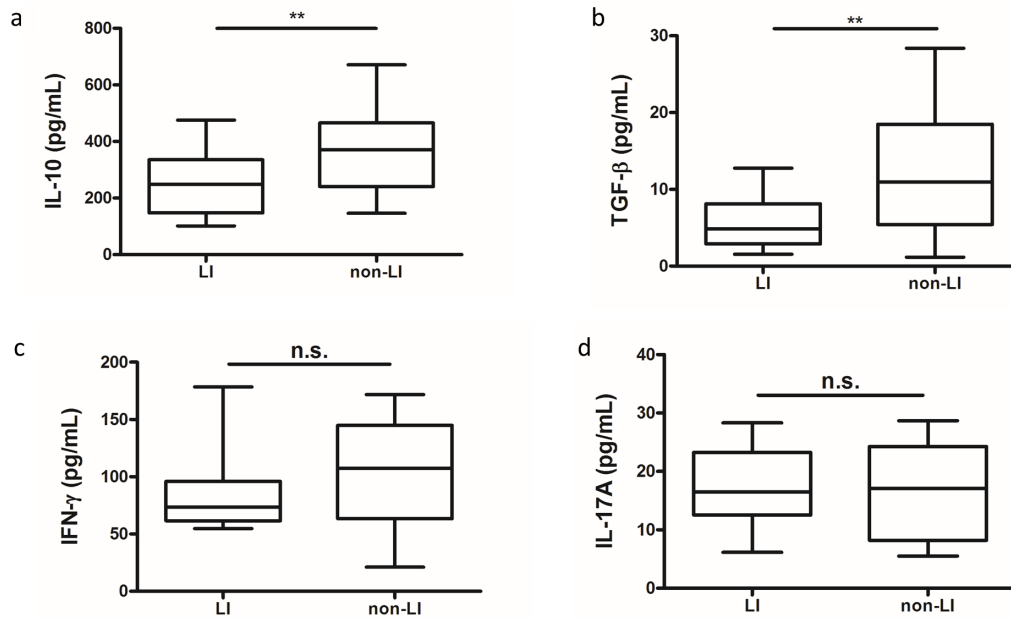 a
**
IL-10 (pg/mL)
800
600
400
200
0
LI
non-LI
b
**
TGF-β (pg/mL)
30
20
10
0
LI
non-LI
c
n.s.
IFN-γ (pg/mL)
200
150
100
50
0
LI
non-LI
d
n.s.
IL-17A (pg/mL)
40
30
20
10
0
LI
non-LI